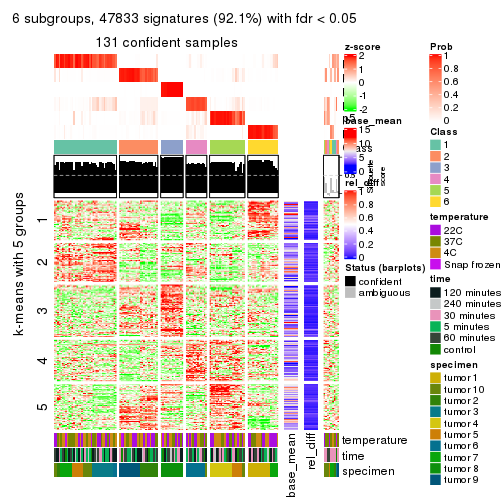 6 subgroups, 47833 signatures (92.1%) with fdr < 0.05
131 confident samples
k-means with 5 groups
1
2
3
4
5
base_mean
rel_diff
temperature
time
specimen
z-score
2
1
0
-1
-2
base_mean
15
10
5
0
Silhouette
score
rel_diff
1
0.8
0.6
0.4
0.2
0
Status (barplots)
confident
ambiguous
Prob
1
0.8
0.6
0.4
0.2
0
Class
1
2
3
4
5
6
temperature
22C
37C
4C
Snap frozen
time
120 minutes
240 minutes
30 minutes
5 minutes
60 minutes
control
specimen
tumor 1
tumor 10
tumor 2
tumor 3
tumor 4
tumor 5
tumor 6
tumor 7
tumor 8
tumor 9